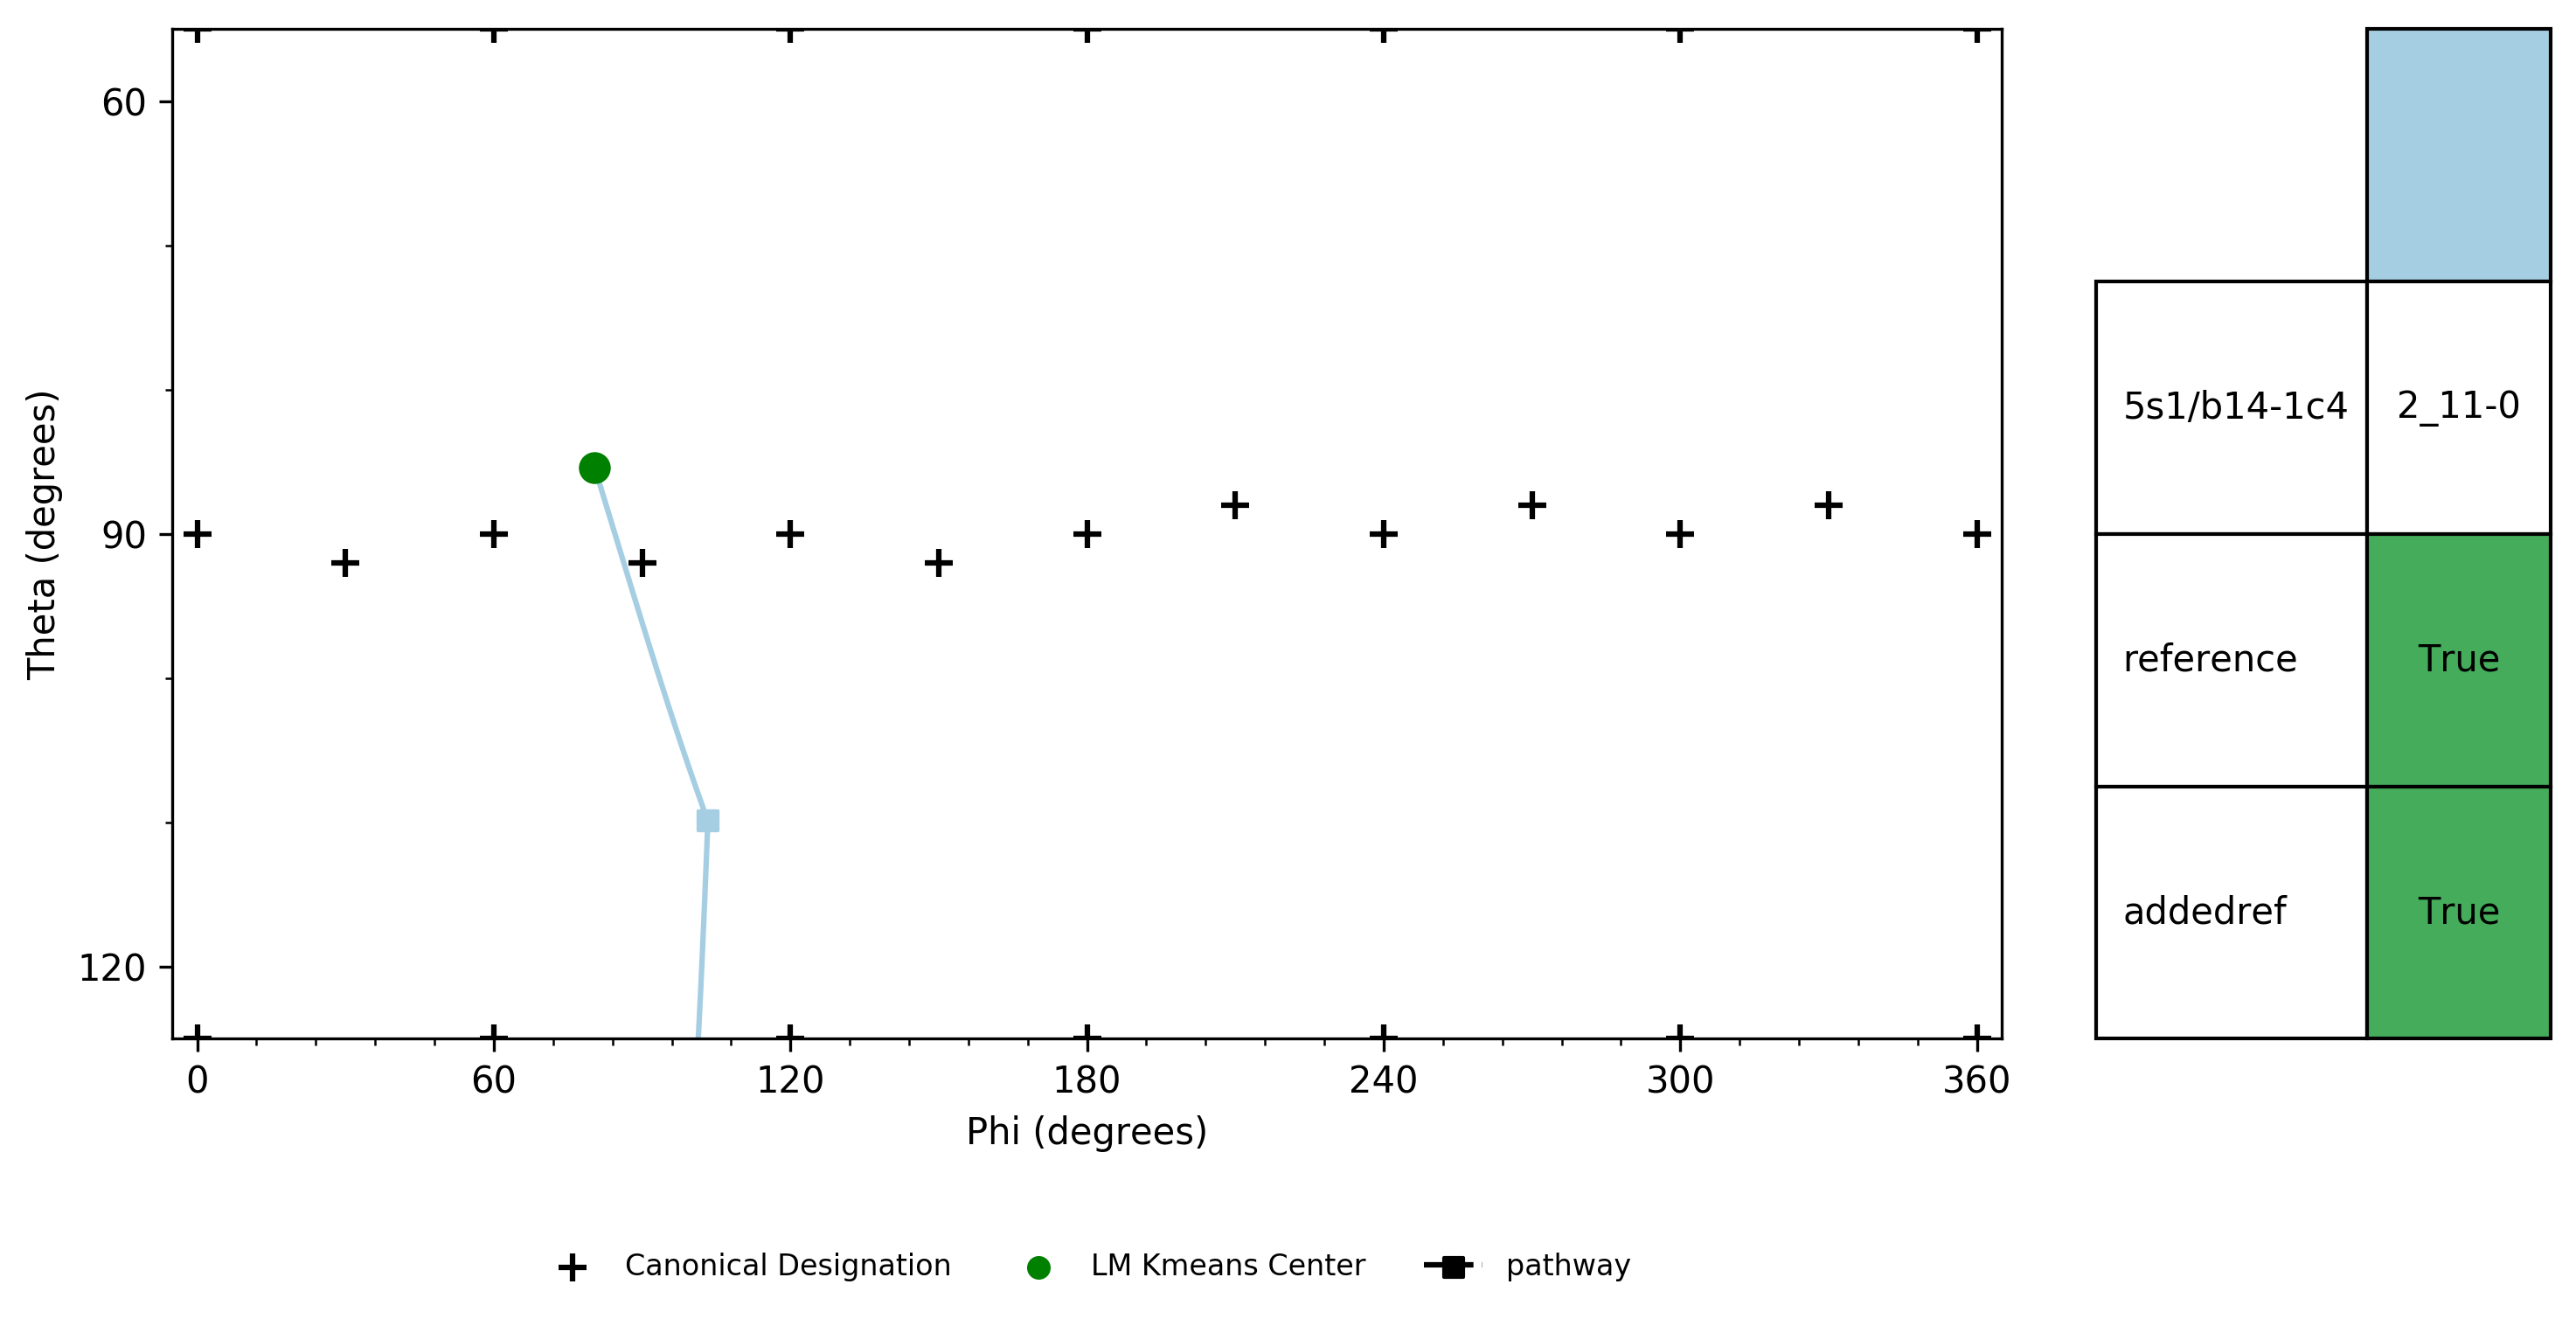 60
90
120
Theta (degrees)
0 60 120 180 240 300 360
Phi (degrees)
Canonical Designation LM Kmeans Center pathway
5s1/b14-1c4 2_11-0
reference True
addedref True